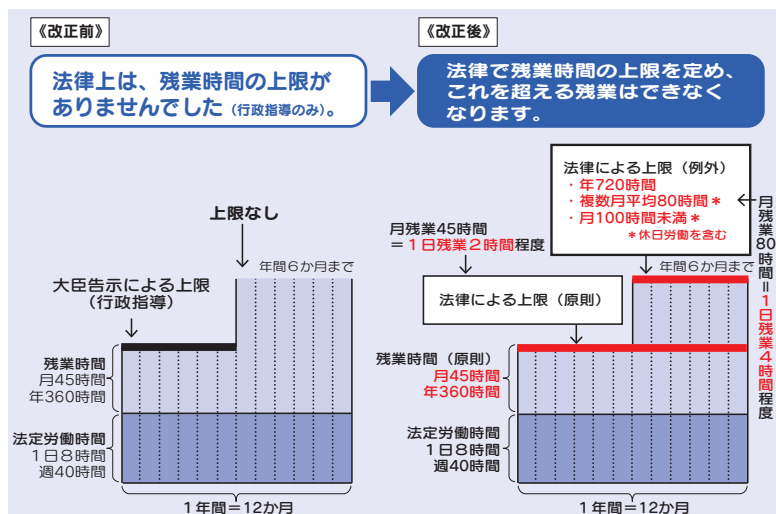 《改正前》
法律上は、残業時間の上限が
ありませんでした（行政指導のみ）。
上限なし
年間６か月まで
大臣告示による上限
（行政指導）
残業時間
月45時間
年360時間
法定労働時間
１日８時間
週40時間
１年間＝12か月
《改正後》
法律で残業時間の上限を定め、
これを超える残業はできなく
なります。
法律による上限（例外）
・年720時間
・複数月平均80時間＊
・月100時間未満＊
＊休日労働を含む
月残業80時間＝１日残業４時間程度
月残業45時間
＝１日残業２時間程度
年間６か月まで
法律による上限（原則）
残業時間（原則）
月45時間
年360時間
法定労働時間
１日８時間
週40時間
１年間＝12か月